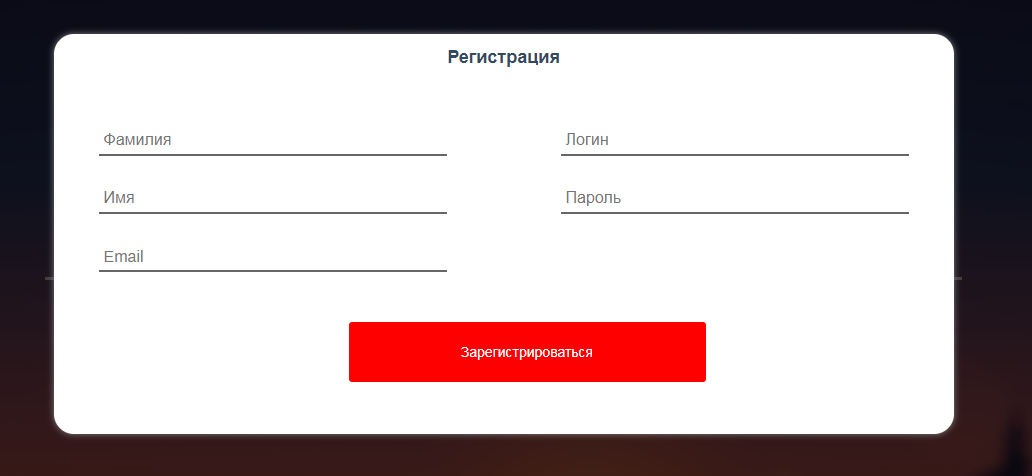 Регистрация
Фамилия
Логин
Имя
Пароль
Email
Зарегистрироваться